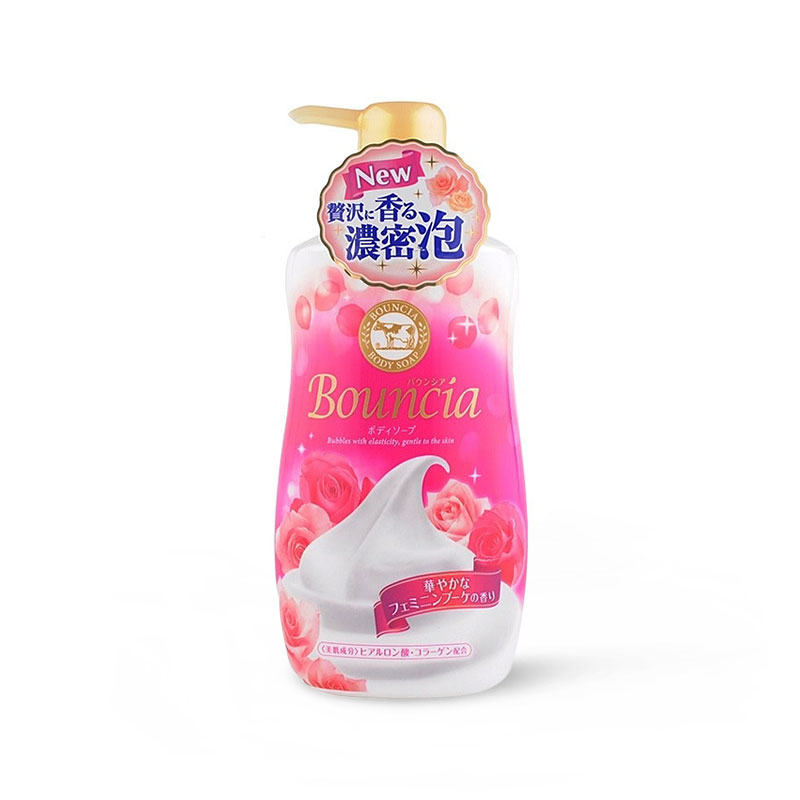 New
贅沢に香る
濃密泡
BOUNCIA
BODY SOAP
バウンシア
Bouncia
ボディソープ
Bubbles with elasticity, gentle to the skin
華やかな
フェミニンブーケの香り
〈美肌成分〉ヒアルロン酸・コラーゲン配合